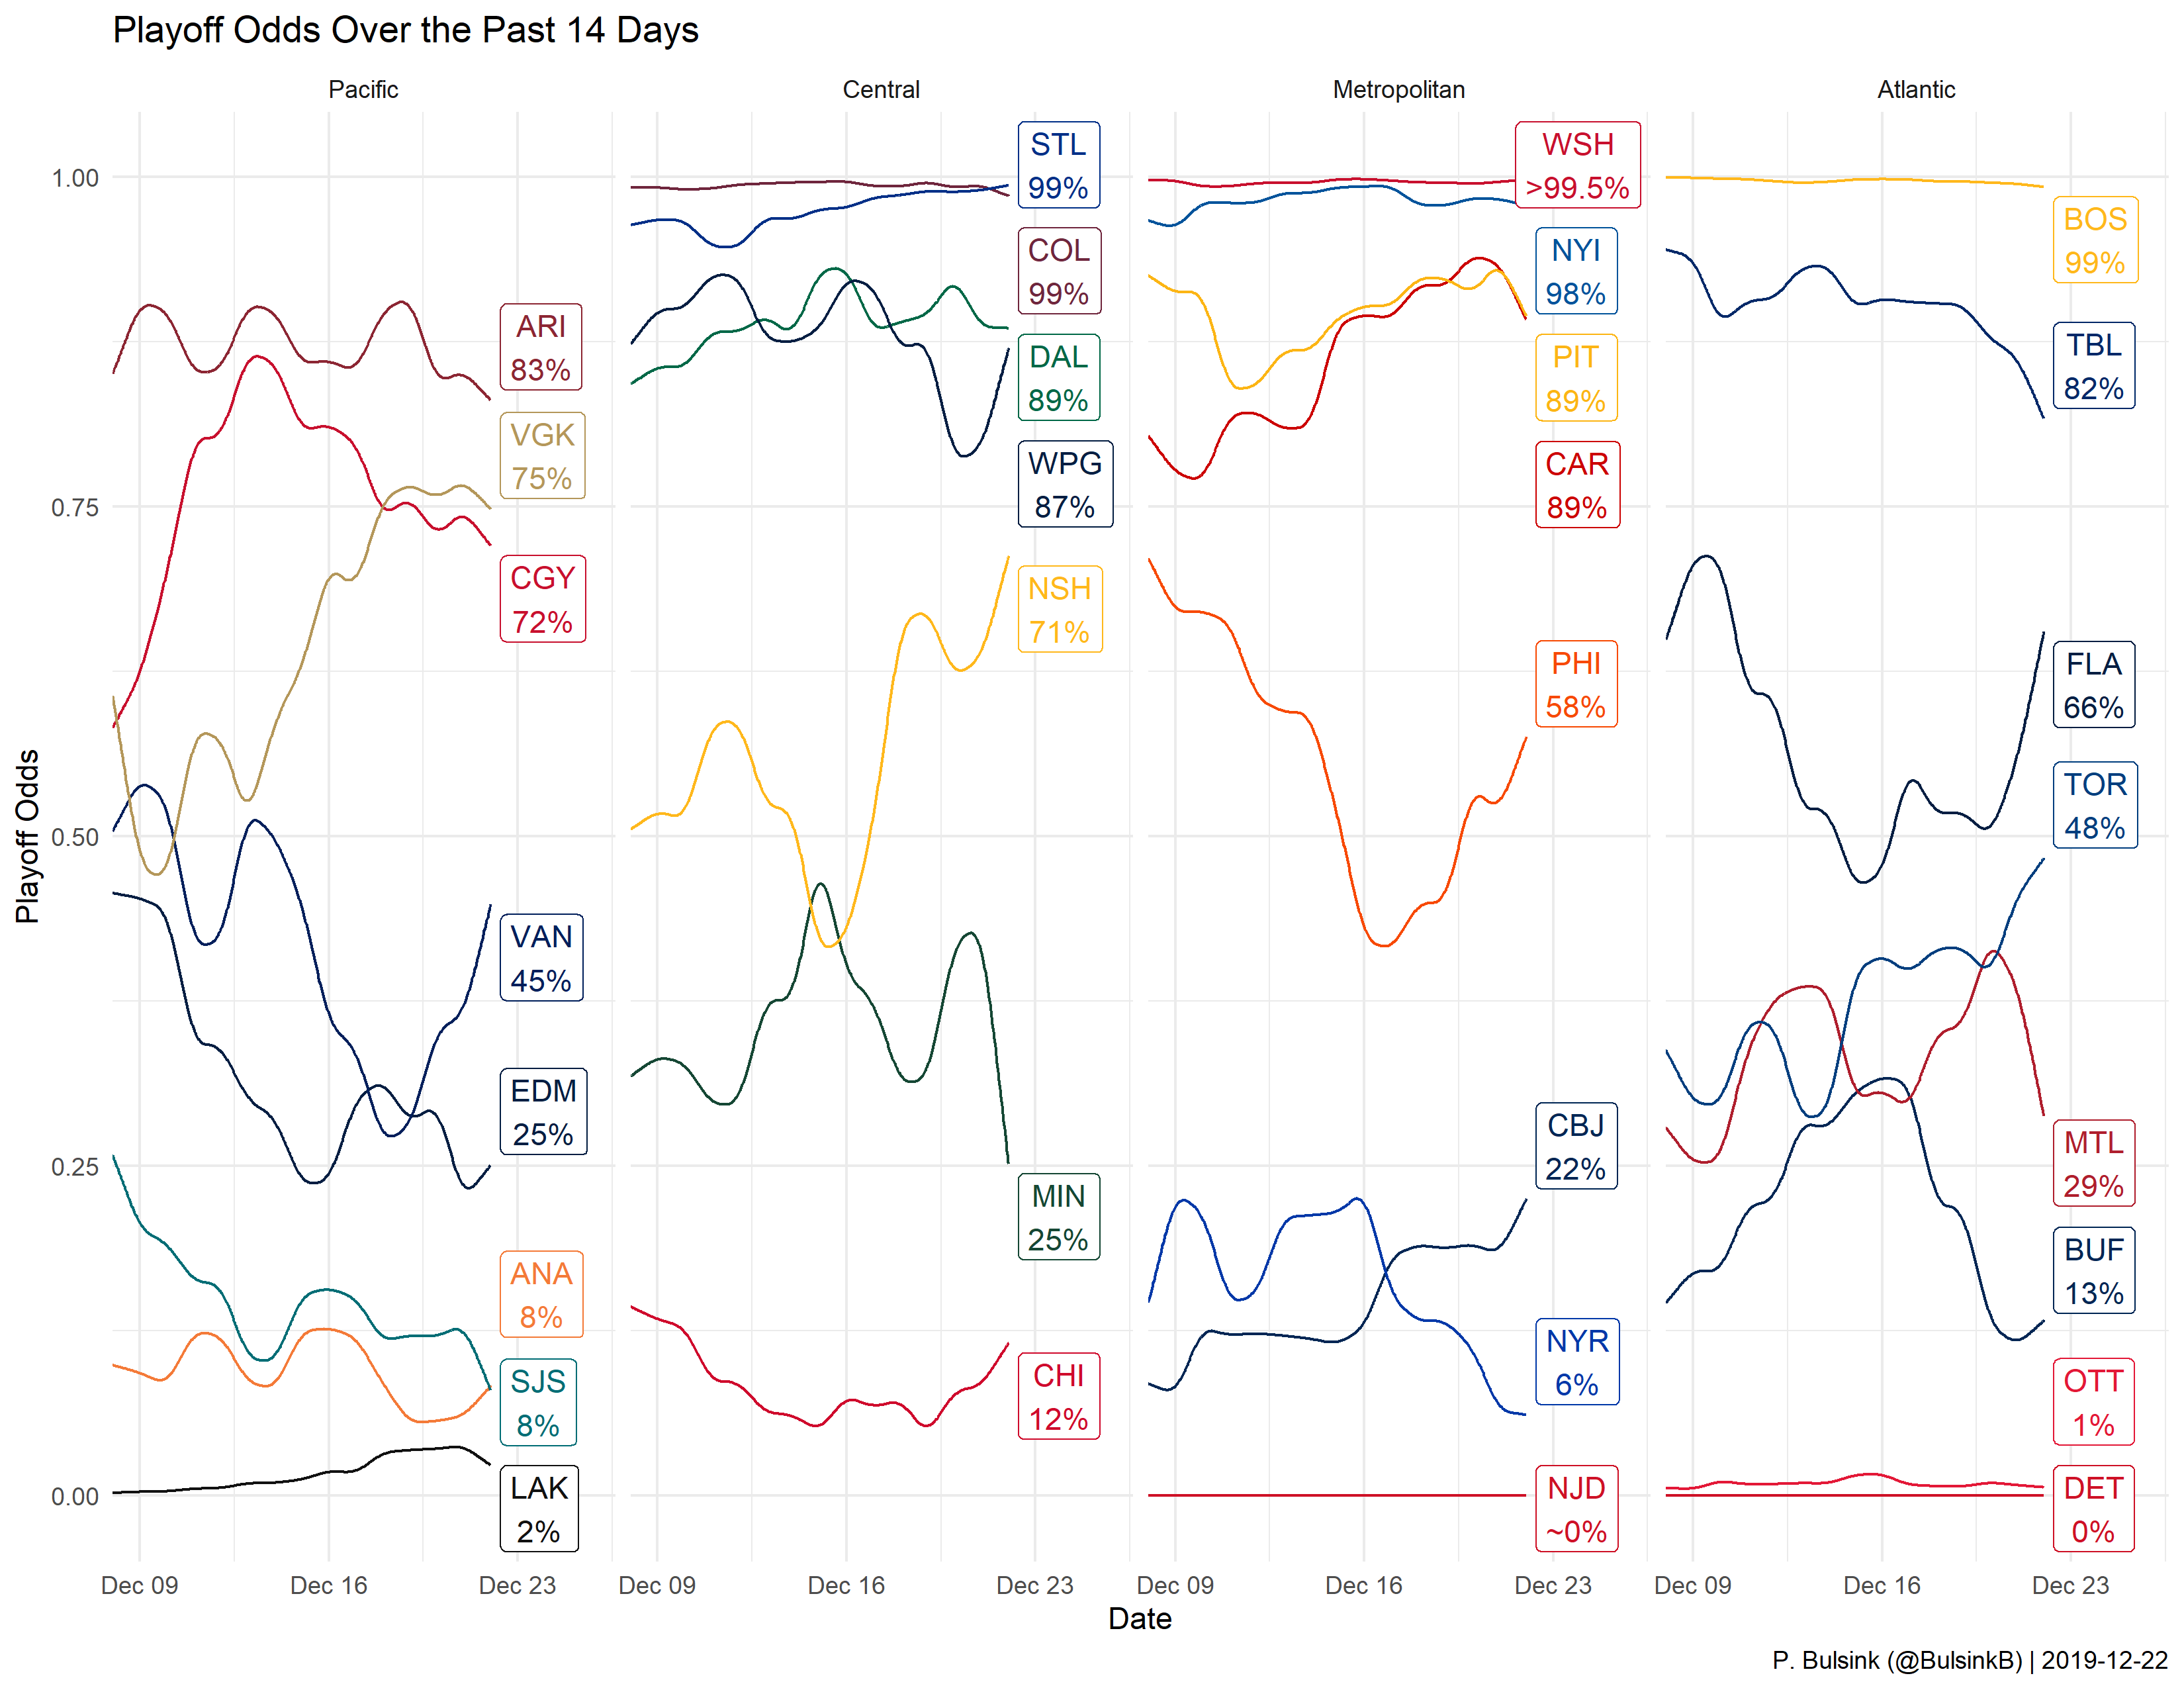 Playoff Odds Over the Past 14 Days
Pacific
Central
Metropolitan
Atlantic
Playoff Odds
1.00
0.75
0.50
0.25
0.00
ARI
83%
VGK
75%
CGY
72%
VAN
45%
EDM
25%
ANA
8%
SJS
8%
LAK
2%
STL
99%
COL
99%
DAL
89%
WPG
87%
NSH
71%
MIN
25%
CHI
12%
WSH
>99.5%
NYI
98%
PIT
89%
CAR
89%
PHI
58%
CBJ
22%
NYR
6%
NJD
~0%
BOS
99%
TBL
82%
FLA
66%
TOR
48%
MTL
29%
BUF
13%
OTT
1%
DET
0%
Dec 09 Dec 16 Dec 23 Dec 09 Dec 16 Dec 23 Dec 09 Dec 16 Dec 23 Dec 09 Dec 16 Dec 23
Date
P. Bulsink (@BulsinkB) | 2019-12-22